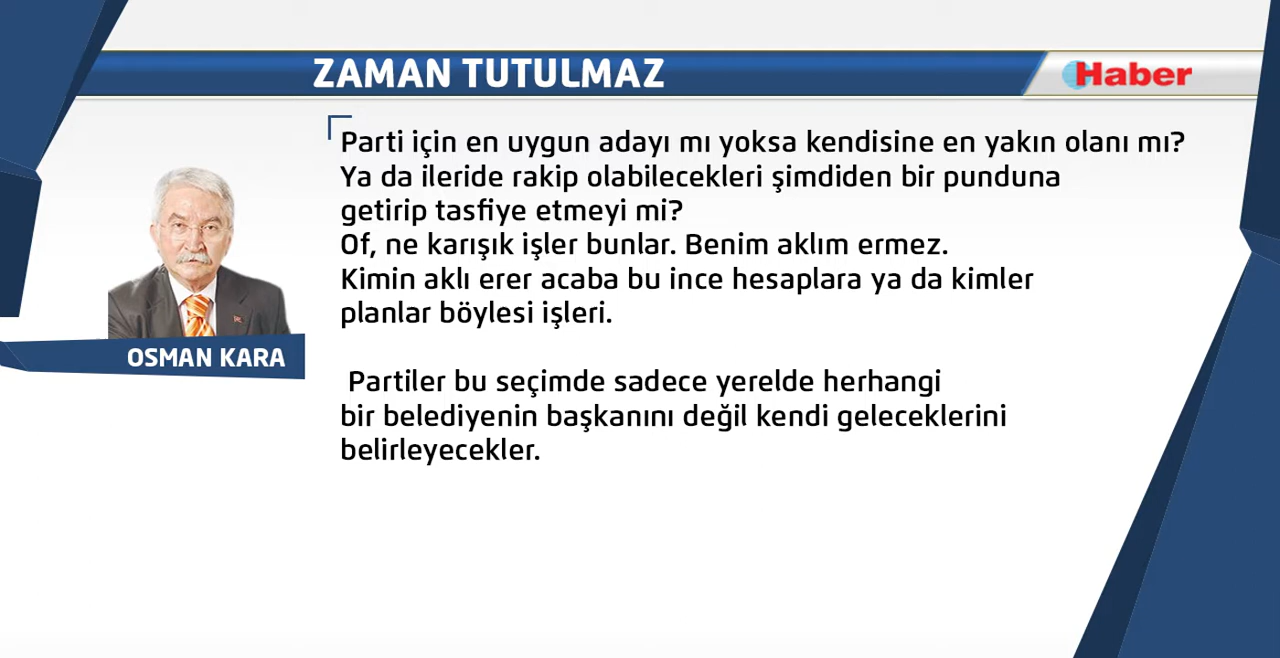 ZAMAN TUTULMAZ
Haber
Parti için en uygun adayı mı yoksa kendisine en yakın olanı mı?
Ya da ileride rakip olabilecekleri şimdiden bir punduna
getirip tasfiye etmeyi mi?
Of, ne karışık işler bunlar. Benim aklım ermez.
Kimin aklı erer acaba bu ince hesaplara ya da kimler
planlar böylesi işleri.
Partiler bu seçimde sadece yerelde herhangi
bir belediyenin başkanını değil kendi geleceklerini
belirleyecekler.
OSMAN KARA